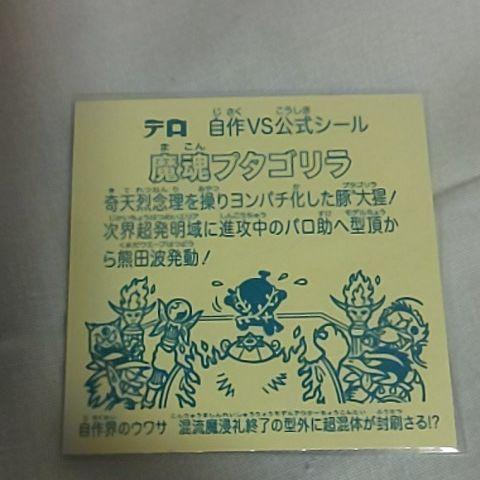 テロ 自作VS公式シール
魔魂ブタゴリラ
奇天烈念理を操りヨンパチ化した豚"大猩!
次界超発明域に進攻中のパロ助へ型頂か
ら熊田波発動!
自作界のウワサ 混流魔浸礼終了の型外に超混体が封刷さる!?